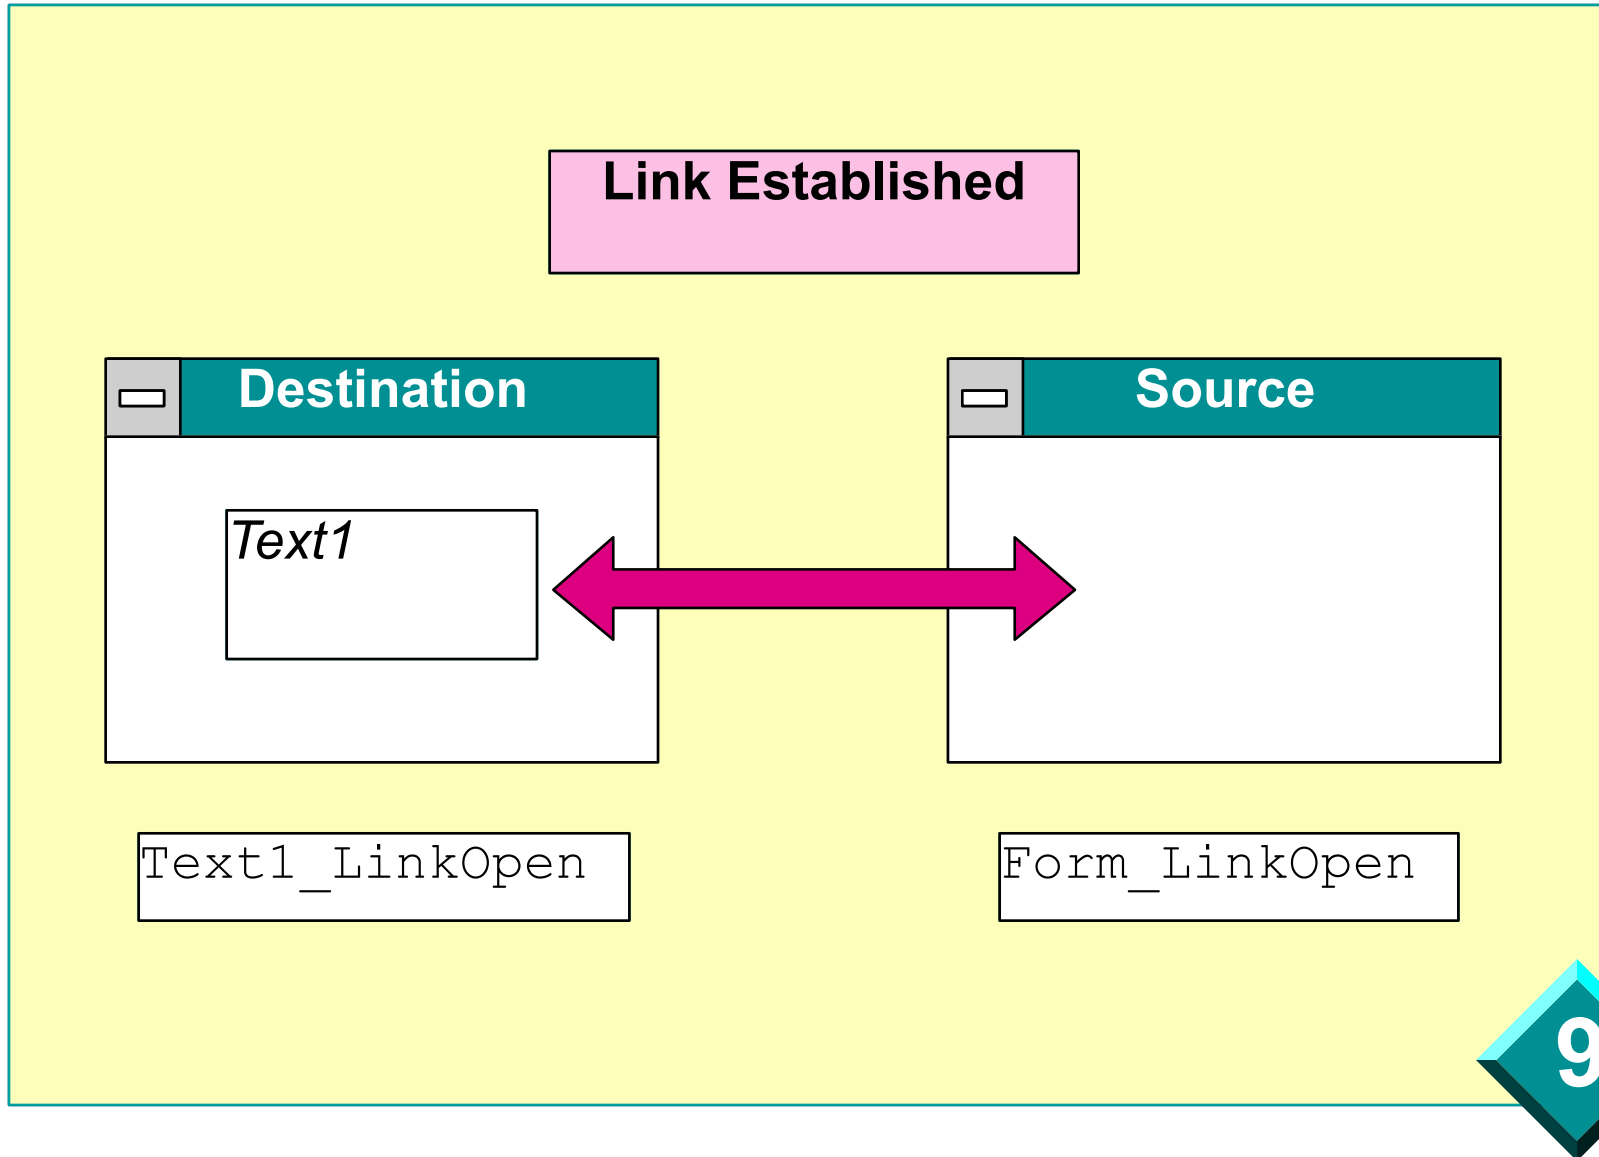 Link Established
Destination
Source
Text1
Text1_LinkOpen
Form_LinkOpen
9